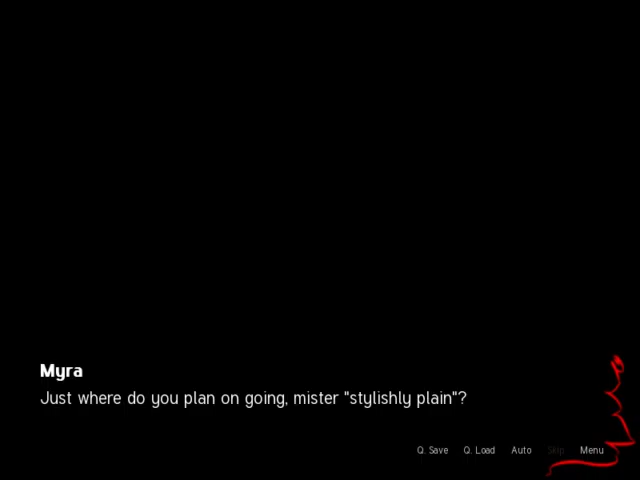 Myra
Just where do you plan on going, mister "stylishly plain"?
Q. Save Q. Load Auto Skip Menu